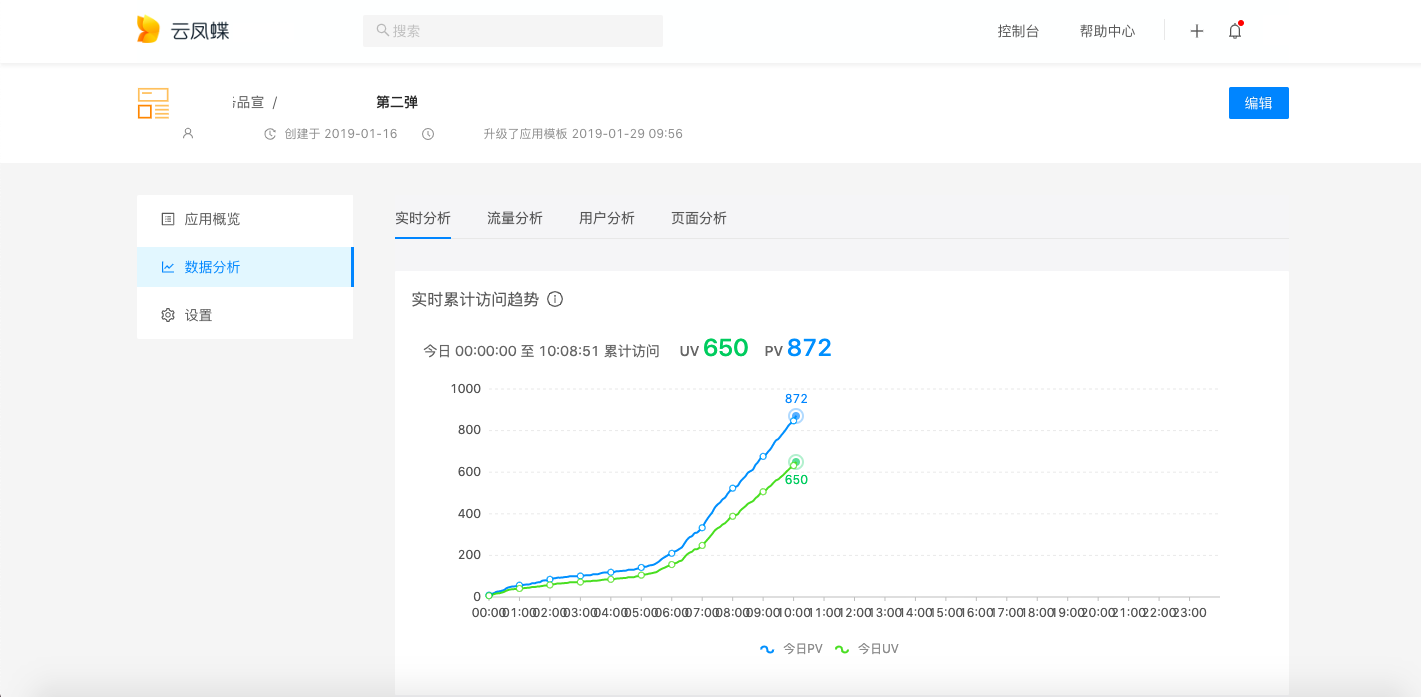 云凤蝶 搜索 控制台 帮助中心
品宣 / 第二弹 编辑
创建于 2019-01-16 升级了应用模板 2019-01-29 09:56
应用概览
数据分析
设置
实时分析 流量分析 用户分析 页面分析
实时累计访问趋势
今日 00:00:00 至 10:08:51 累计访问 UV 650 PV 872
1000
872
800
600
650
400
200
0
00:00 01:00 02:00 03:00 04:00 05:00 06:00 07:00 08:00 09:00 10:00 11:00 12:00 13:00 14:00 15:00 16:00 17:00 18:00 19:00 20:00 21:00 22:00 23:00
今日PV 今日UV